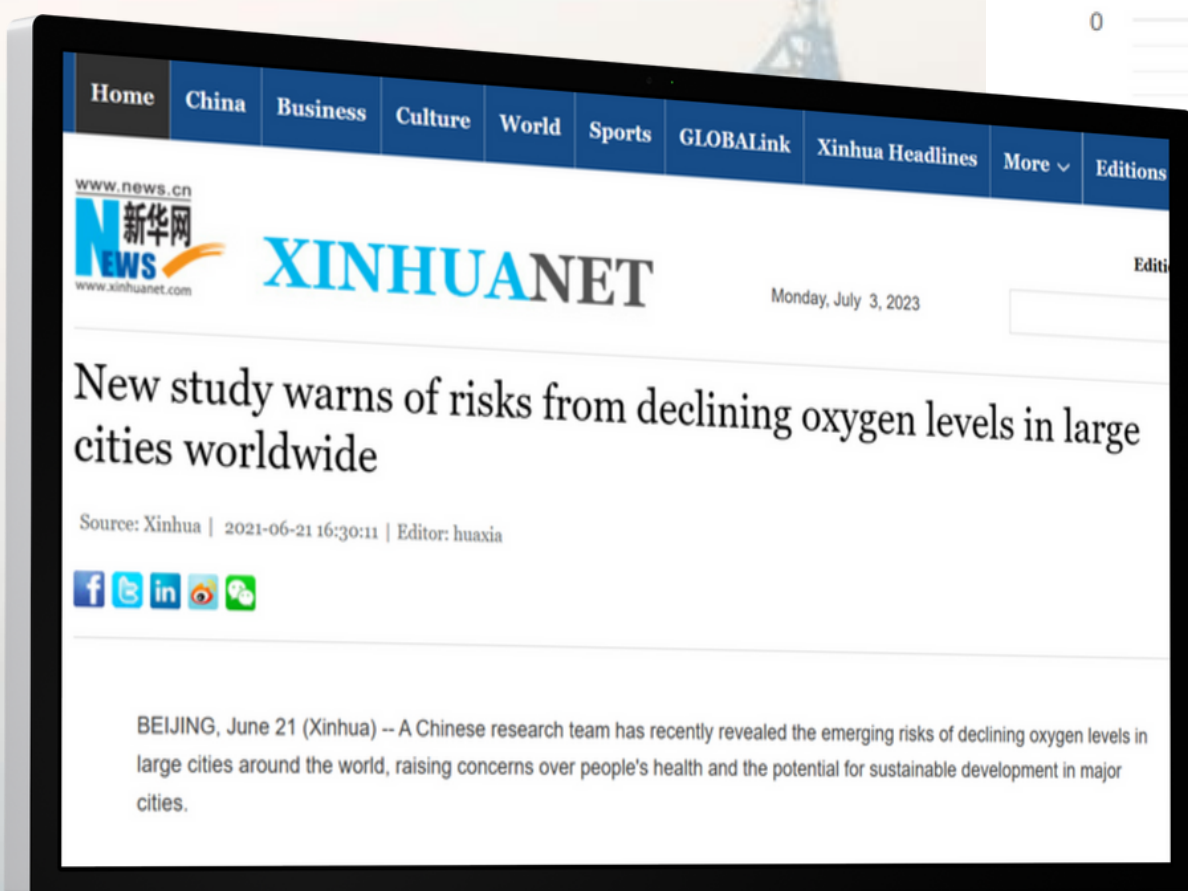 0
Home China Business Culture World Sports GLOBALink Xinhua Headlines More Editions
www.news.cn
新华网
NEWS
www.xinhuanet.com
XINHUANET
Monday, July 3, 2023
New study warns of risks from declining oxygen levels in large
cities worldwide
Source: Xinhua | 2021-06-21 16:30:11 | Editor: huaxia
f t in
BEIJING, June 21 (Xinhua) -- A Chinese research team has recently revealed the emerging risks of declining oxygen levels in
large cities around the world, raising concerns over people's health and the potential for sustainable development in major
cities.